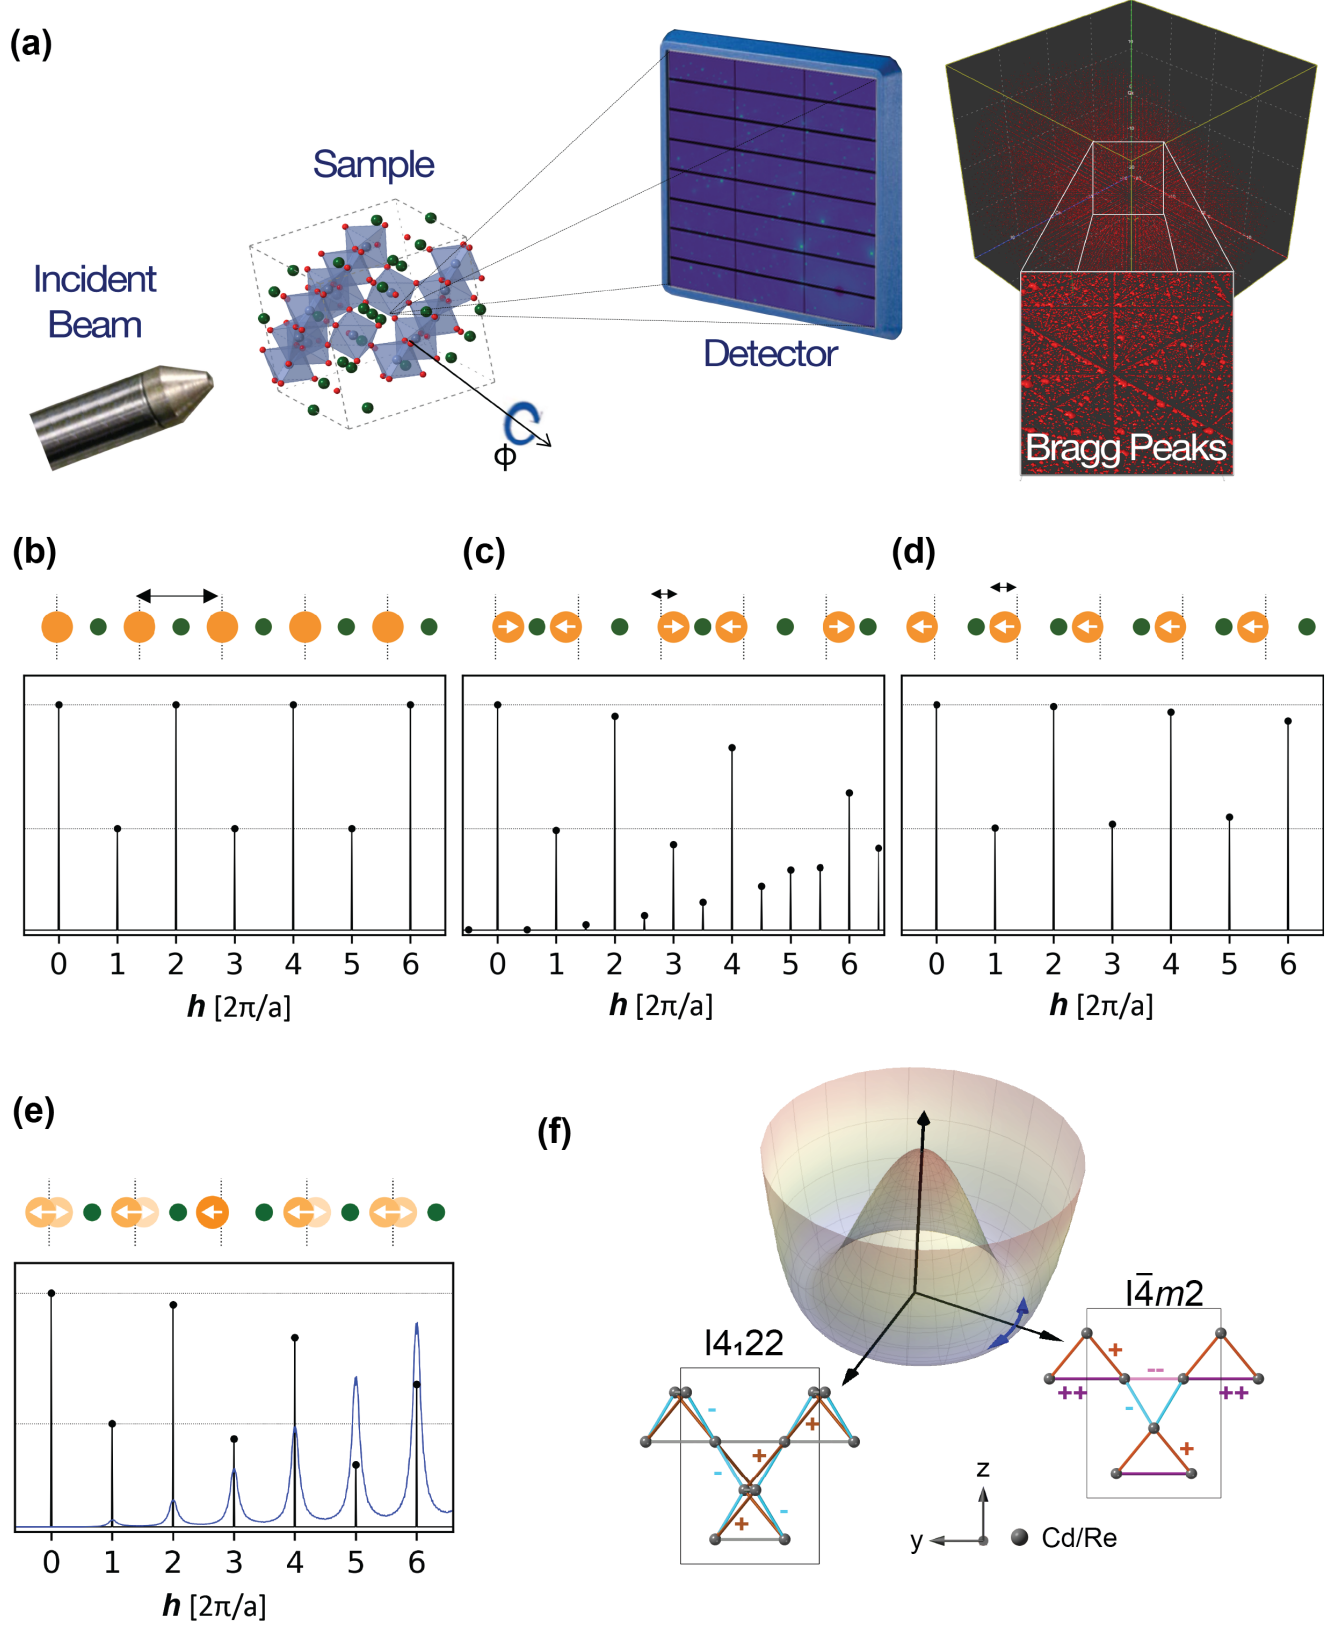 (a)
Sample
Incident
Beam
Detector
ϕ
Bragg Peaks
(b)
(c)
(d)
0 1 2 3 4 5 6
h [2π/a]
0 1 2 3 4 5 6
h [2π/a]
0 1 2 3 4 5 6
h [2π/a]
(e)
0 1 2 3 4 5 6
h [2π/a]
(f)
I4₁22
- + + - + -
I4̅m2
+ -- ++ ++ - +
z
y
Cd/Re